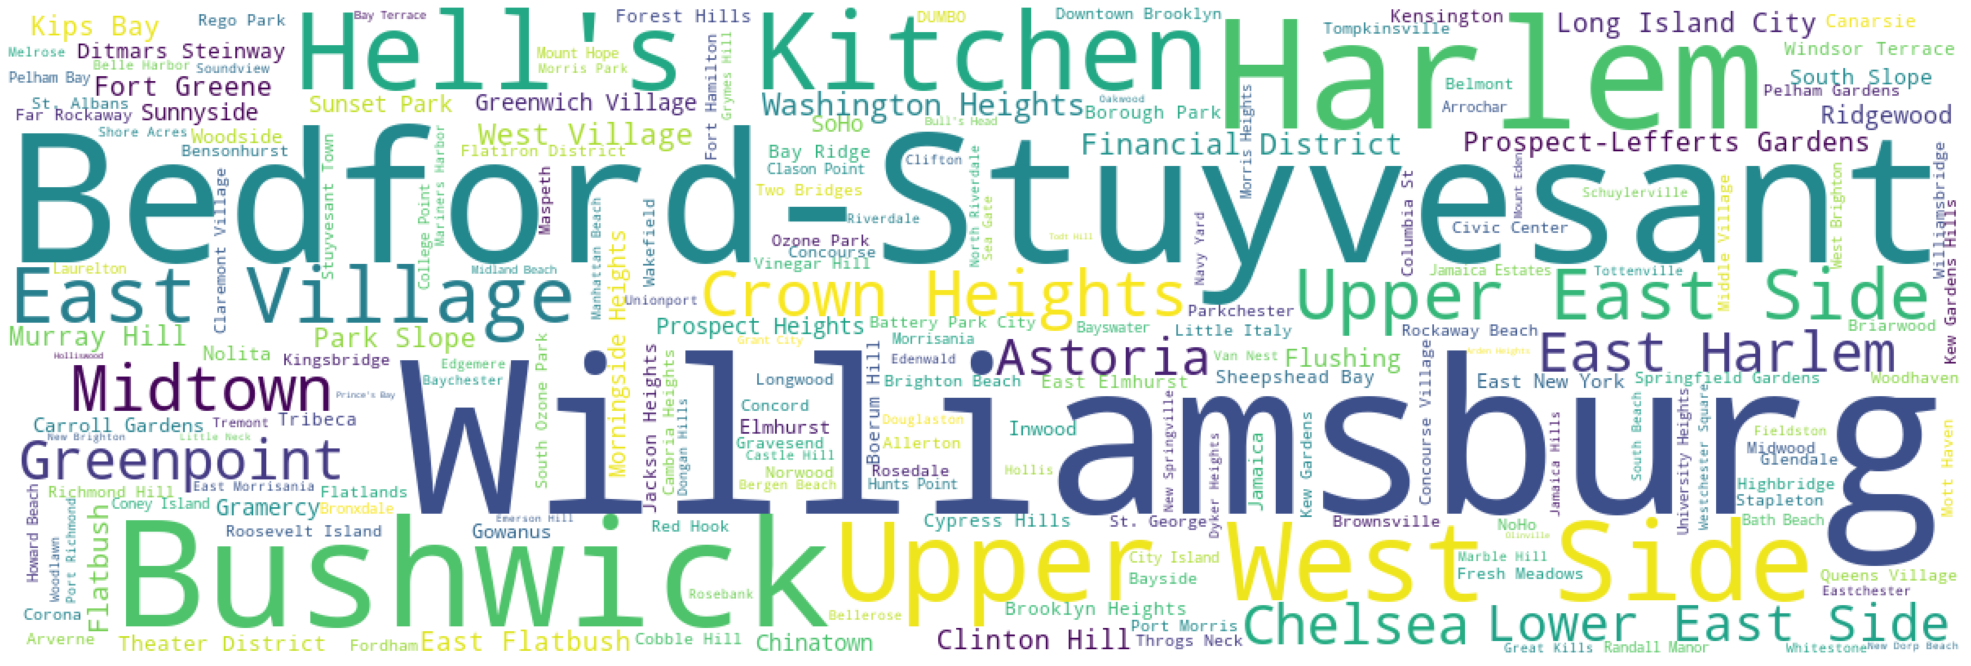 Kips Bay
Rego Park
Bay Terrace
Hell's Kitchen
Forest Hills
DUMBO
Downtown Brooklyn
Harlem
Kensington
Tompkinsville
Long Island City
Canarsie
Melrose
Ditmars Steinway
Belle Harbor
Soundview
Mount Hope
Morris Park
Fort Hamilton
Grymes Hill
Windsor Terrace
Pelham Bay
Fort Greene
South Slope
Belmont
Pelham Gardens
St. Albans
Far Rockaway
Sunnyside
Sunset Park
Greenwich Village
Washington Heights
Oakwood
Borough Park
Arrochar
Ridgewood
Shore Acres
Woodside
West Village
SoHo
Bull's Head
Morris Heights
Financial District
Prospect-Lefferts Gardens
Bensonhurst
Flatiron District
Bay Ridge
Clifton
Clason Point
Bedford-Stuyvesant
Claremont Village
Stuyvesant Town
College Point
Mariners Harbor
Maspeth
Manhattan Beach
Wakefield
Two Bridges
Riverdale
North Riverdale
Sea Gate
Todt Hill
Navy Yard
Columbia St
Mount Eden
Schuylerville
Civic Center
Middle Village
West Brighton
Williamsbridge
Kew Gardens Hills
Ozone Park
Concourse
Vinegar Hill
Laurelton
Midland Beach
East Village
Unionport
Crown Heights
Jamaica Estates
Tottenville
Upper East Side
Parkchester
Murray Hill
Park Slope
Morningside Heights
Prospect Heights
Battery Park City
Bayswater
Little Italy
Rockaway Beach
Briarwood
Holliswood
Nolita
Kingsbridge
Edgemere
Grant City
Morrisania
Edenwald
Astoria
Van Nest
Flushing
Arden Heights
East Harlem
Midtown
Prince's Bay
Baychester
South Ozone Park
Jackson Heights
Cambria Heights
Dongan Hills
Longwood
Boerum Hill
Brighton Beach
East Elmhurst
Sheepshead Bay
Concourse Village
East New York
Springfield Gardens
Woodhaven
Williamsburg
Carroll Gardens
Tremont
Tribeca
Concord
Douglaston
Elmhurst
Inwood
New Brighton
Little Neck
Gravesend
Allerton
Castle Hill
Greenpoint
Norwood
Rosedale
Hollis
Bergen Beach
Hunts Point
New Springville
Dyker Heights
Jamaica
Kew Gardens
Jamaica Hills
South Beach
University Heights
Westchester Square
Fieldston
Midwood
Glendale
Mott Haven
Highbridge
Stapleton
Bath Beach
East Morrisania
Richmond Hill
Flatlands
Coney Island
Gramercy
Bronxdale
Howard Beach
Woodlawn
Port Richmond
Flatbush
Roosevelt Island
Emerson Hill
Gowanus
Red Hook
Cypress Hills
St. George
Brownsville
NoHo
Olinville
Bushwick
Upper West Side
City Island
Bayside
Marble Hill
Fresh Meadows
Queens Village
Eastchester
Rosebank
Corona
Bellerose
Brooklyn Heights
Port Morris
Chelsea
Lower East Side
Arverne
Theater District
Fordham
East Flatbush
Cobble Hill
Chinatown
Clinton Hill
Throgs Neck
Great Kills
Randall Manor
Whitestone
New Dorp Beach